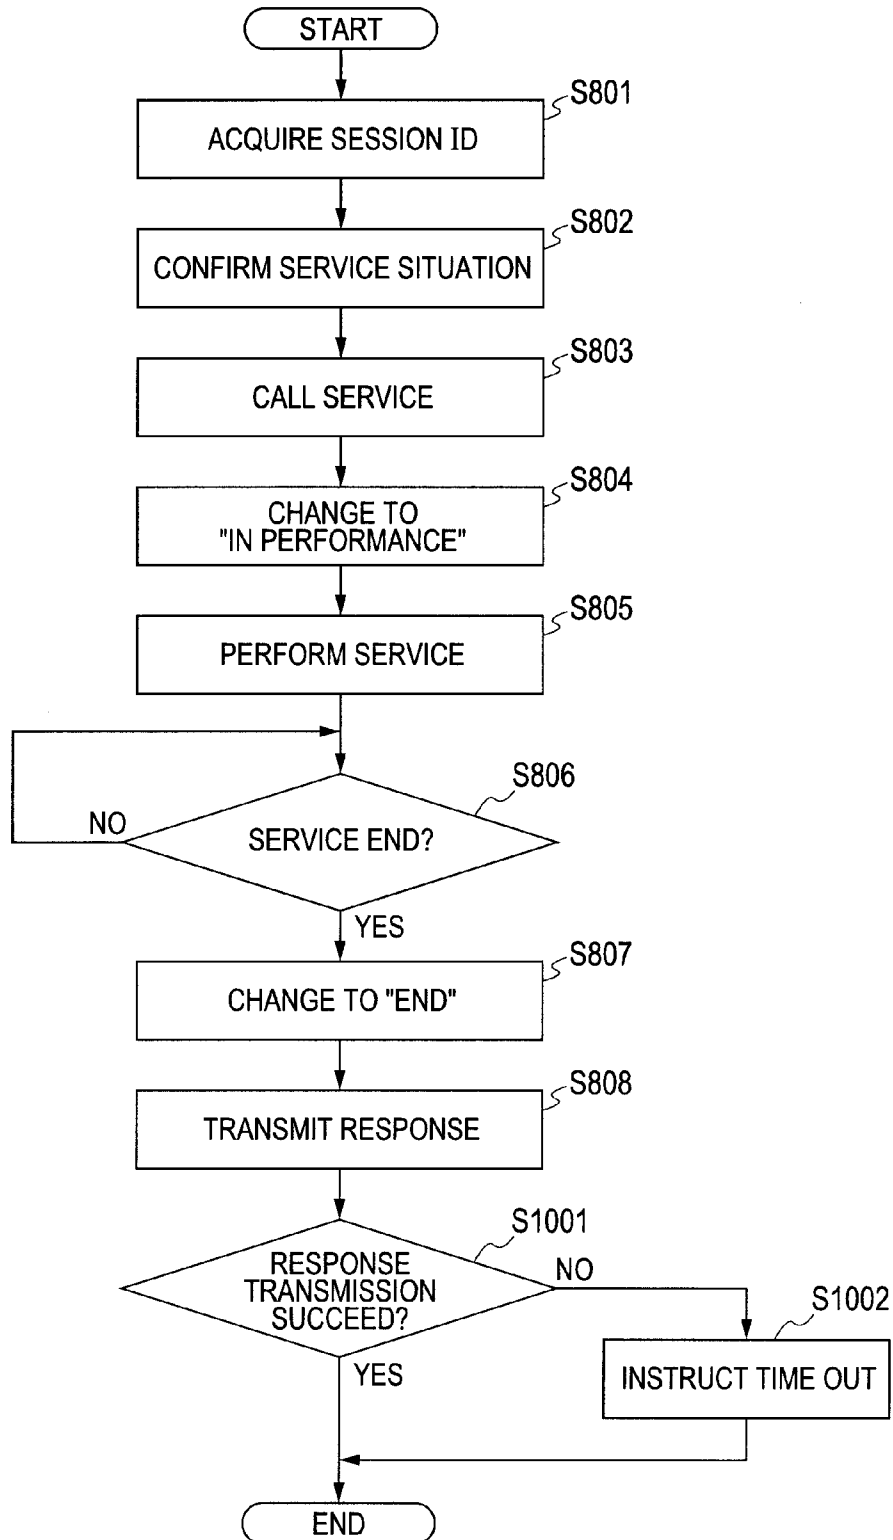 START
S801
ACQUIRE SESSION ID
S802
CONFIRM SERVICE SITUATION
S803
CALL SERVICE
S804
CHANGE TO
"IN PERFORMANCE"
S805
PERFORM SERVICE
S806
NO
SERVICE END?
YES
S807
CHANGE TO "END"
S808
TRANSMIT RESPONSE
S1001
RESPONSE
TRANSMISSION
SUCCEED?
NO
S1002
YES
INSTRUCT TIME OUT
END